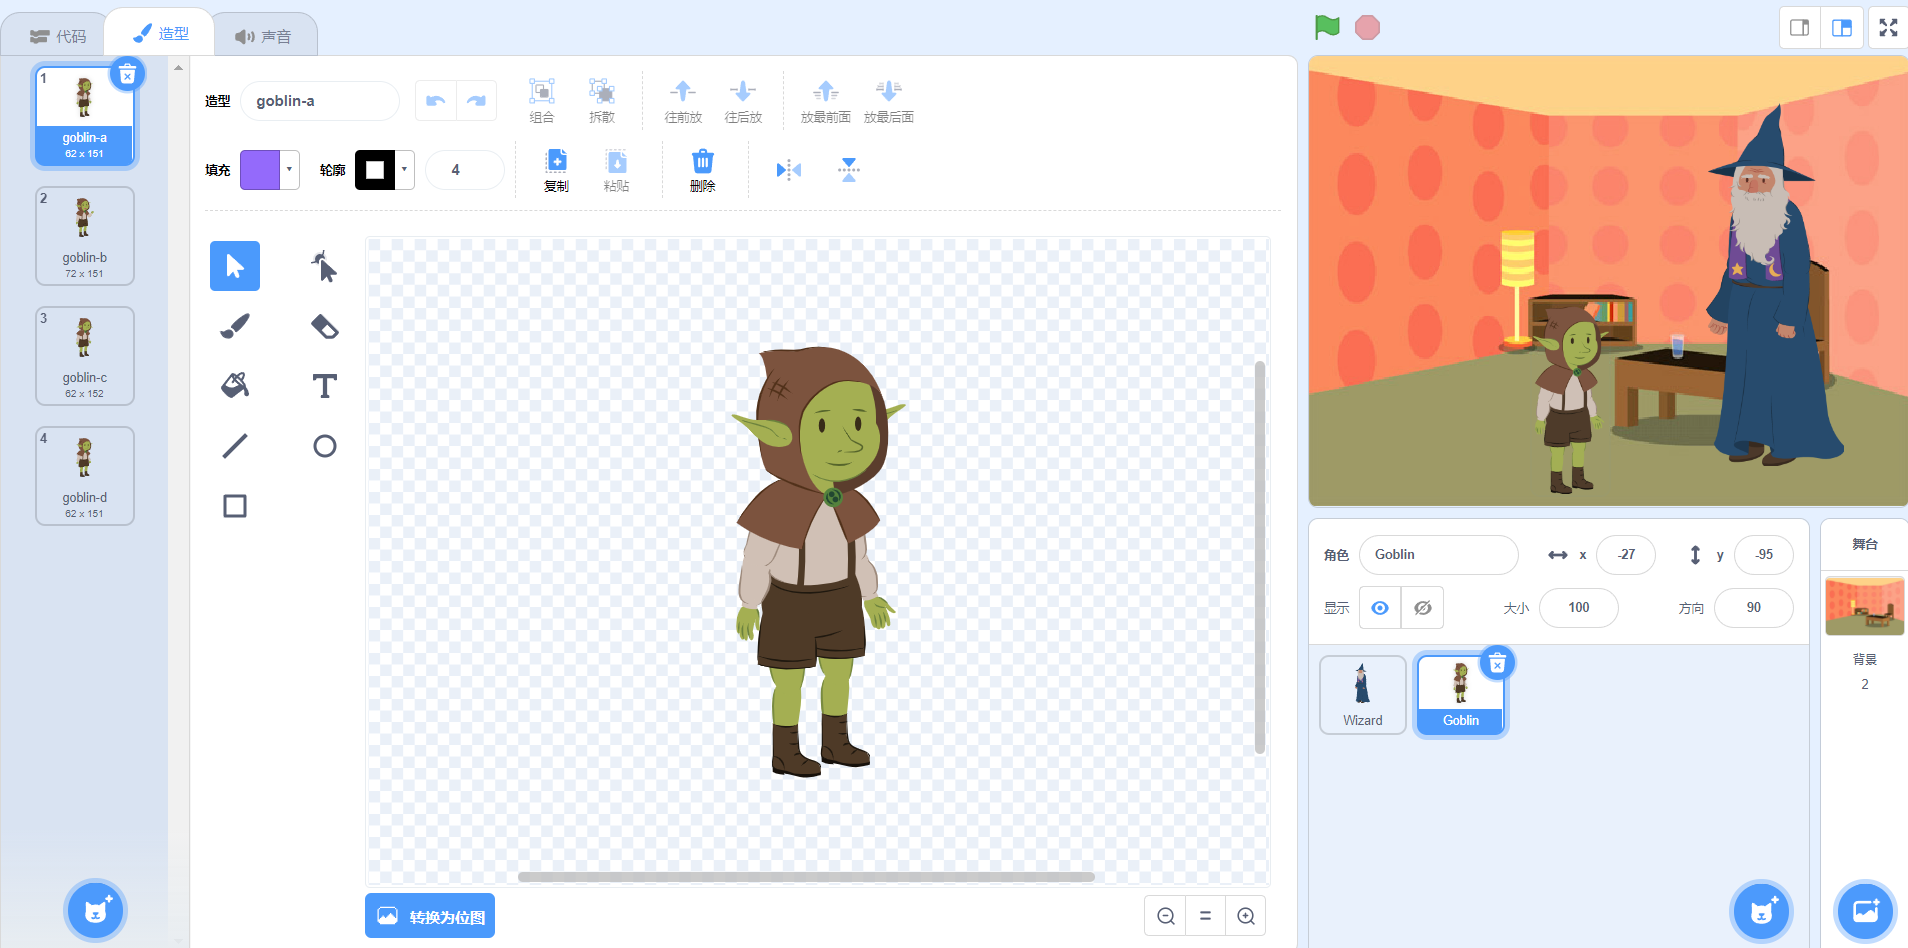 代码
造型
声音
1
goblin-a
62 x 151
2
goblin-b
72 x 151
3
goblin-c
62 x 152
4
goblin-d
62 x 151
造型
goblin-a
组合
拆散
往前放
往后放
放最前面
放最后面
填充
轮廓
4
复制
粘贴
删除
转换为位图
角色
Goblin
x
-27
y
-95
显示
大小
100
方向
90
Wizard
Goblin
舞台
背景
2